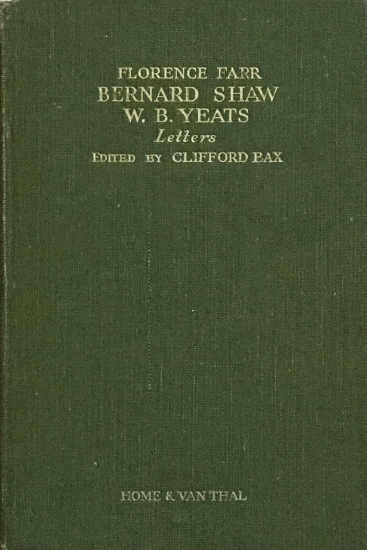 FLORENCE FARR
BERNARD SHAW
W. B. YEATS
Letters
EDITED BY CLIFFORD BAX
HOME & VAN THAL